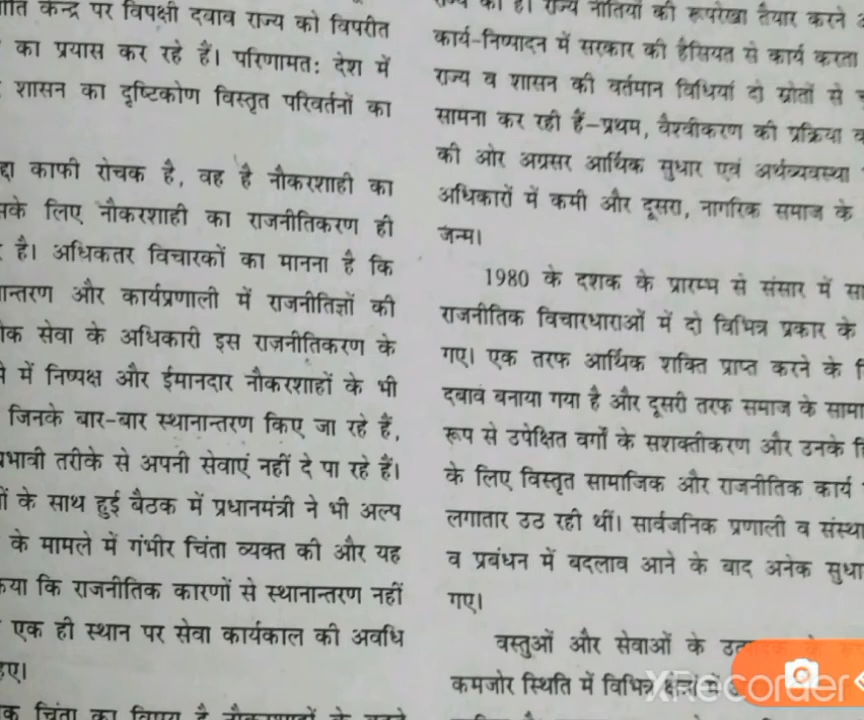 केन्द्र पर विपक्षी दवाव राज्य को विपरीत
का प्रयास कर रहे हैं। परिणामतः देश में
शासन का दृष्टिकोण विस्तृत परिवर्तनों का
काफी रोचक है, वह है नौकरशाही का
लिए नौकरशाही का राजनीतिकरण ही
है। अधिकतर विचारकों का मानना है कि
और कार्यप्रणाली में राजनीतिज्ञों की
सेवा के अधिकारी इस राजनीतिकरण के
में निष्पक्ष और ईमानदार नौकरशाहों के भी
जिनके बार-बार स्थानान्तरण किए जा रहे हैं,
तरीके से अपनी सेवाएं नहीं दे पा रहे हैं।
के साथ हुई बैठक में प्रधानमंत्री ने भी अल्प
के मामले में गंभीर चिंता व्यक्त की और यह
कि राजनीतिक कारणों से स्थानान्तरण नहीं
एक ही स्थान पर सेवा कार्यकाल की अवधि
चिंता का विषय है
राज्य नीतियों की रूपरेखा तैयार करने
कार्य-निष्पादन में सरकार की हैसियत से कार्य करता
राज्य व शासन की वर्तमान विधियां दो स्रोतों से
सामना कर रही हैं-प्रथम, वैश्वीकरण की प्रक्रिया
की ओर अग्रसर आर्थिक सुधार एवं अर्थव्यवस्था
अधिकारों में कमी और दूसरा, नागरिक समाज के
जन्म।
1980 के दशक के प्रारम्भ से संसार में
राजनीतिक विचारधाराओं में दो विभिन्न प्रकार के
गए। एक तरफ आर्थिक शक्ति प्राप्त करने के
दबाव बनाया गया है और दूसरी तरफ समाज के
रूप से उपेक्षित वर्गों के सशक्तीकरण और उनके
के लिए विस्तृत सामाजिक और राजनीतिक कार्य
लगातार उठ रही थीं। सार्वजनिक प्रणाली व
व प्रबंधन में बदलाव आने के बाद अनेक
गए।
वस्तुओं और सेवाओं के
कमजोर स्थिति में विभिन्न
XRecorder